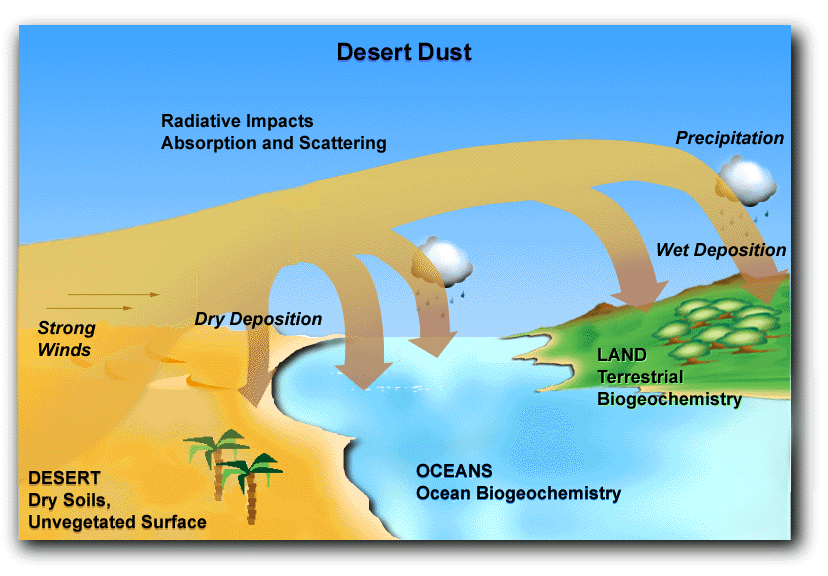 Desert Dust
Radiative Impacts
Absorption and Scattering
Precipitation
Wet Deposition
Dry Deposition
Strong
Winds
LAND
Terrestrial
Biogeochemistry
OCEANS
Ocean Biogeochemistry
DESERT
Dry Soils,
Unvegetated Surface